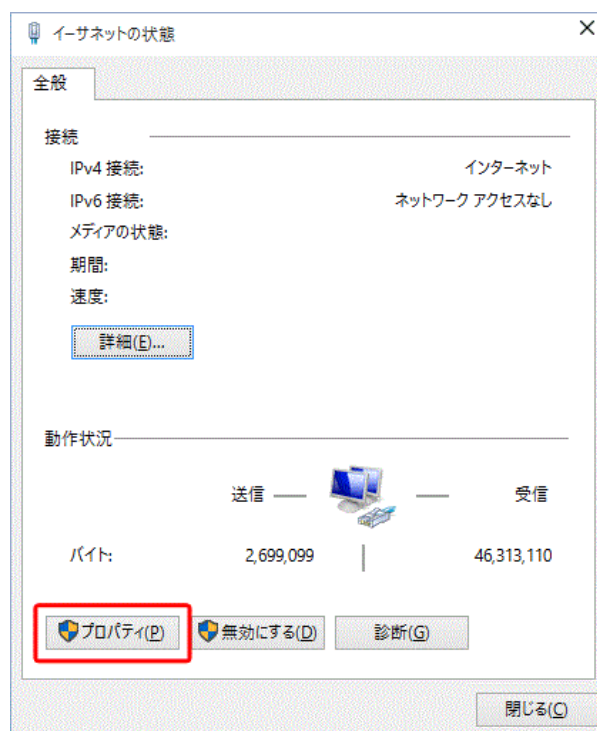 イーサネットの状態
全般
接続
IPv4 接続: インターネット
IPv6 接続: ネットワーク アクセスなし
メディアの状態:
期間:
速度:
詳細(E)...
動作状況
送信 受信
バイト: 2,699,099 46,313,110
プロパティ(P) 無効にする(D) 診断(G)
閉じる(C)